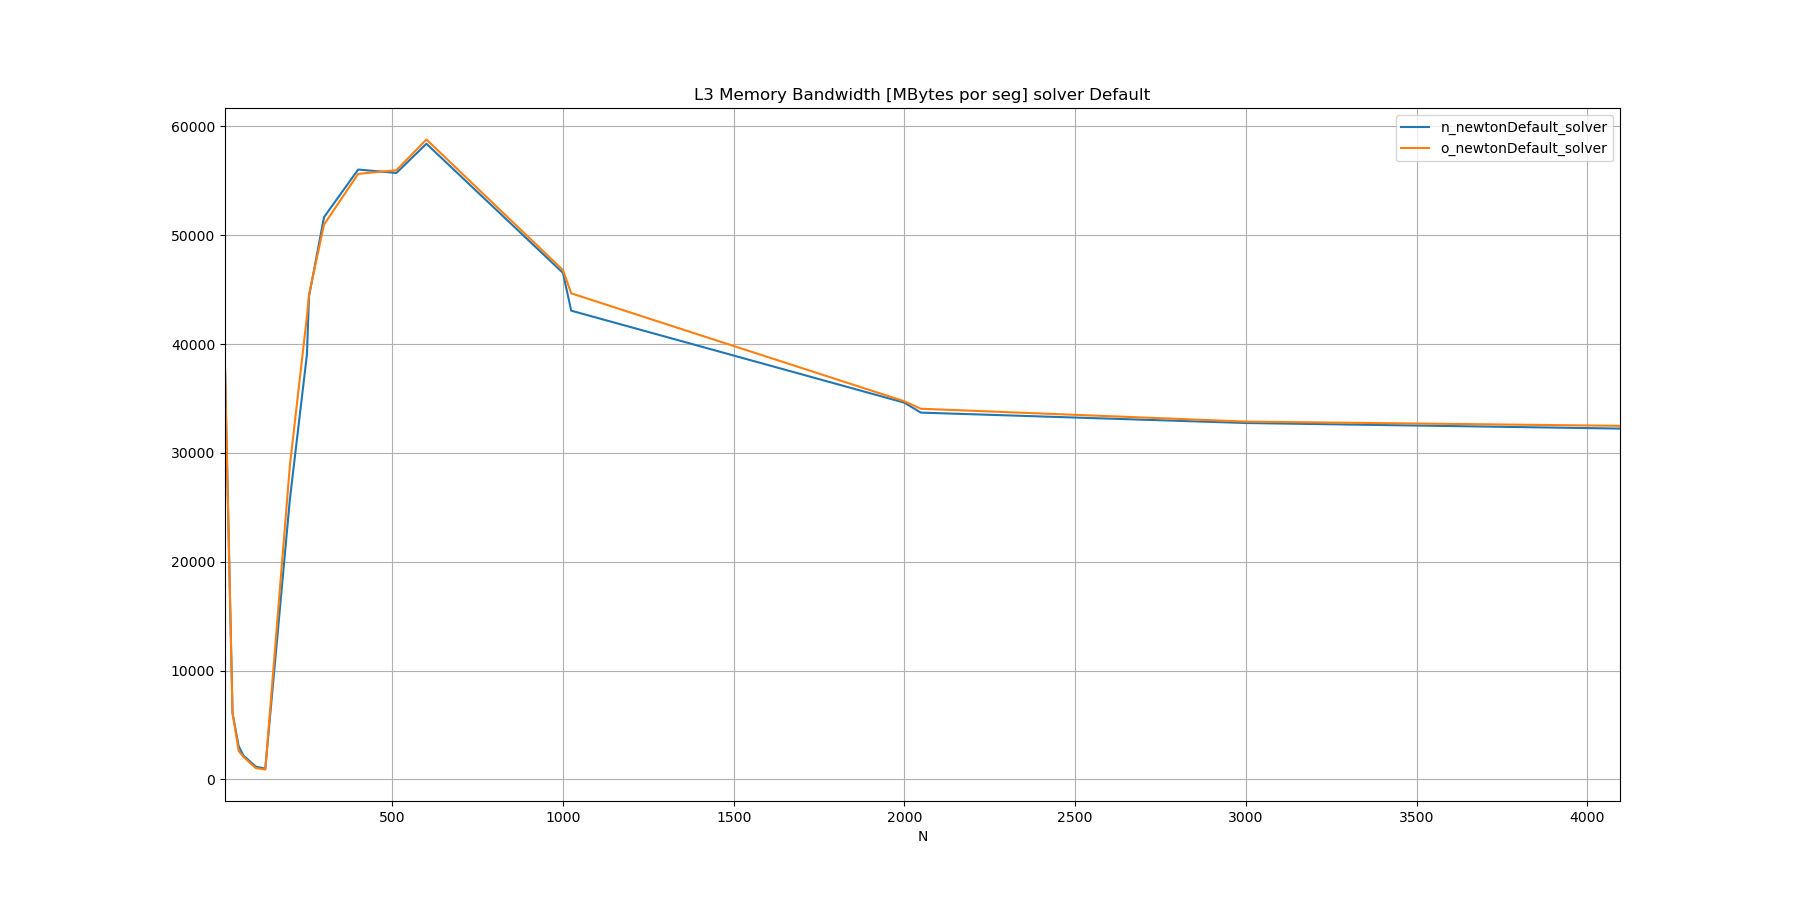 L3 Memory Bandwidth [MBytes por seg] solver Default
n_newtonDefault_solver
o_newtonDefault_solver
60000
50000
40000
30000
20000
10000
0
500 1000 1500 2000 2500 3000 3500 4000
N